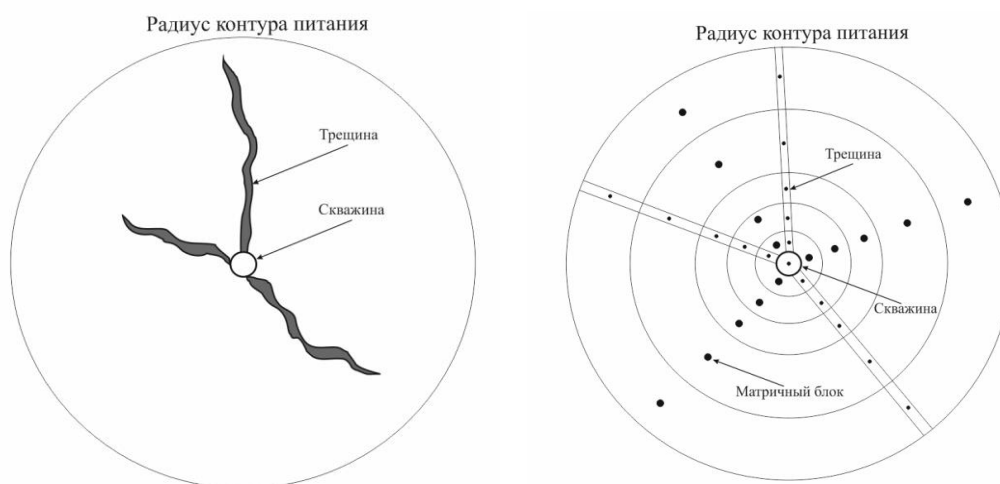 Радиус контура питания
Трещина
Скважина
Радиус контура питания
Трещина
Скважина
Матричный блок